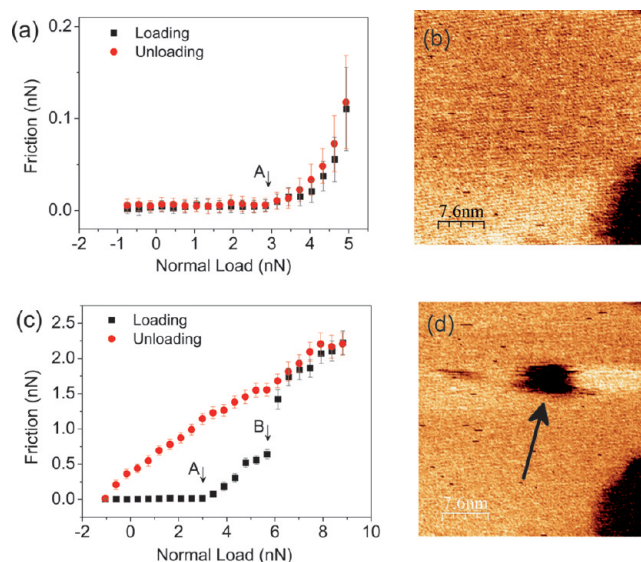 (a)
Loading
Unloading
A
Friction (nN)
0.2
0.1
0.0
-2 -1 0 1 2 3 4 5
Normal Load (nN)
(b)
7.6nm
(c)
Loading
Unloading
A
B
Friction (nN)
2.5
2.0
1.5
1.0
0.5
0.0
-2 0 2 4 6 8 10
Normal Load (nN)
(d)
7.6nm